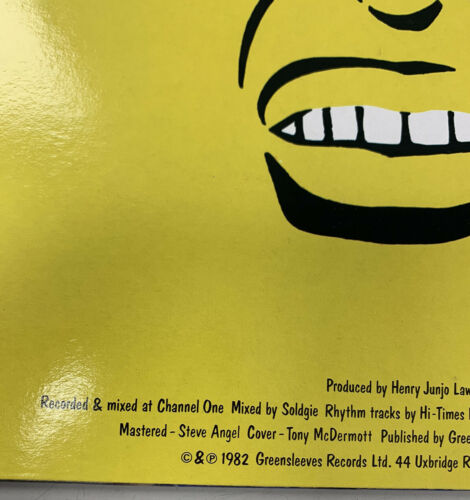 Produced by Henry Junjo Law
Recorded & mixed at Channel One Mixed by Soldgie Rhythm tracks by Hi-Times
Mastered - Steve Angel Cover - Tony McDermott Published by Gree
©&℗ 1982 Greensleeves Records Ltd. 44 Uxbridge R